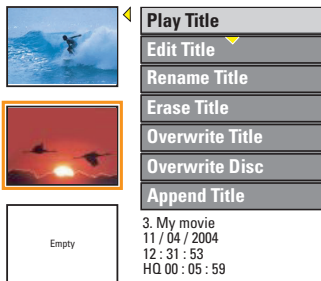 Play Title
Edit Title
Rename Title
Erase Title
Overwrite Title
Overwrite Disc
Append Title
Empty
3. My movie
11 / 04 / 2004
12 : 31 : 53
HQ 00 : 05 : 59